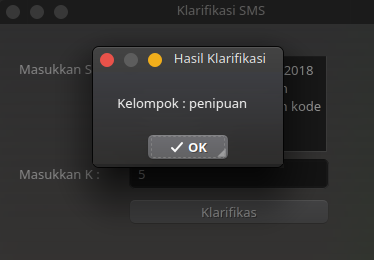 Klarifikasi SMS
Hasil Klarifikasi
Masukkan S
2018
kode
Kelompok : penipuan
OK
Masukkan K :
5
Klarifikas